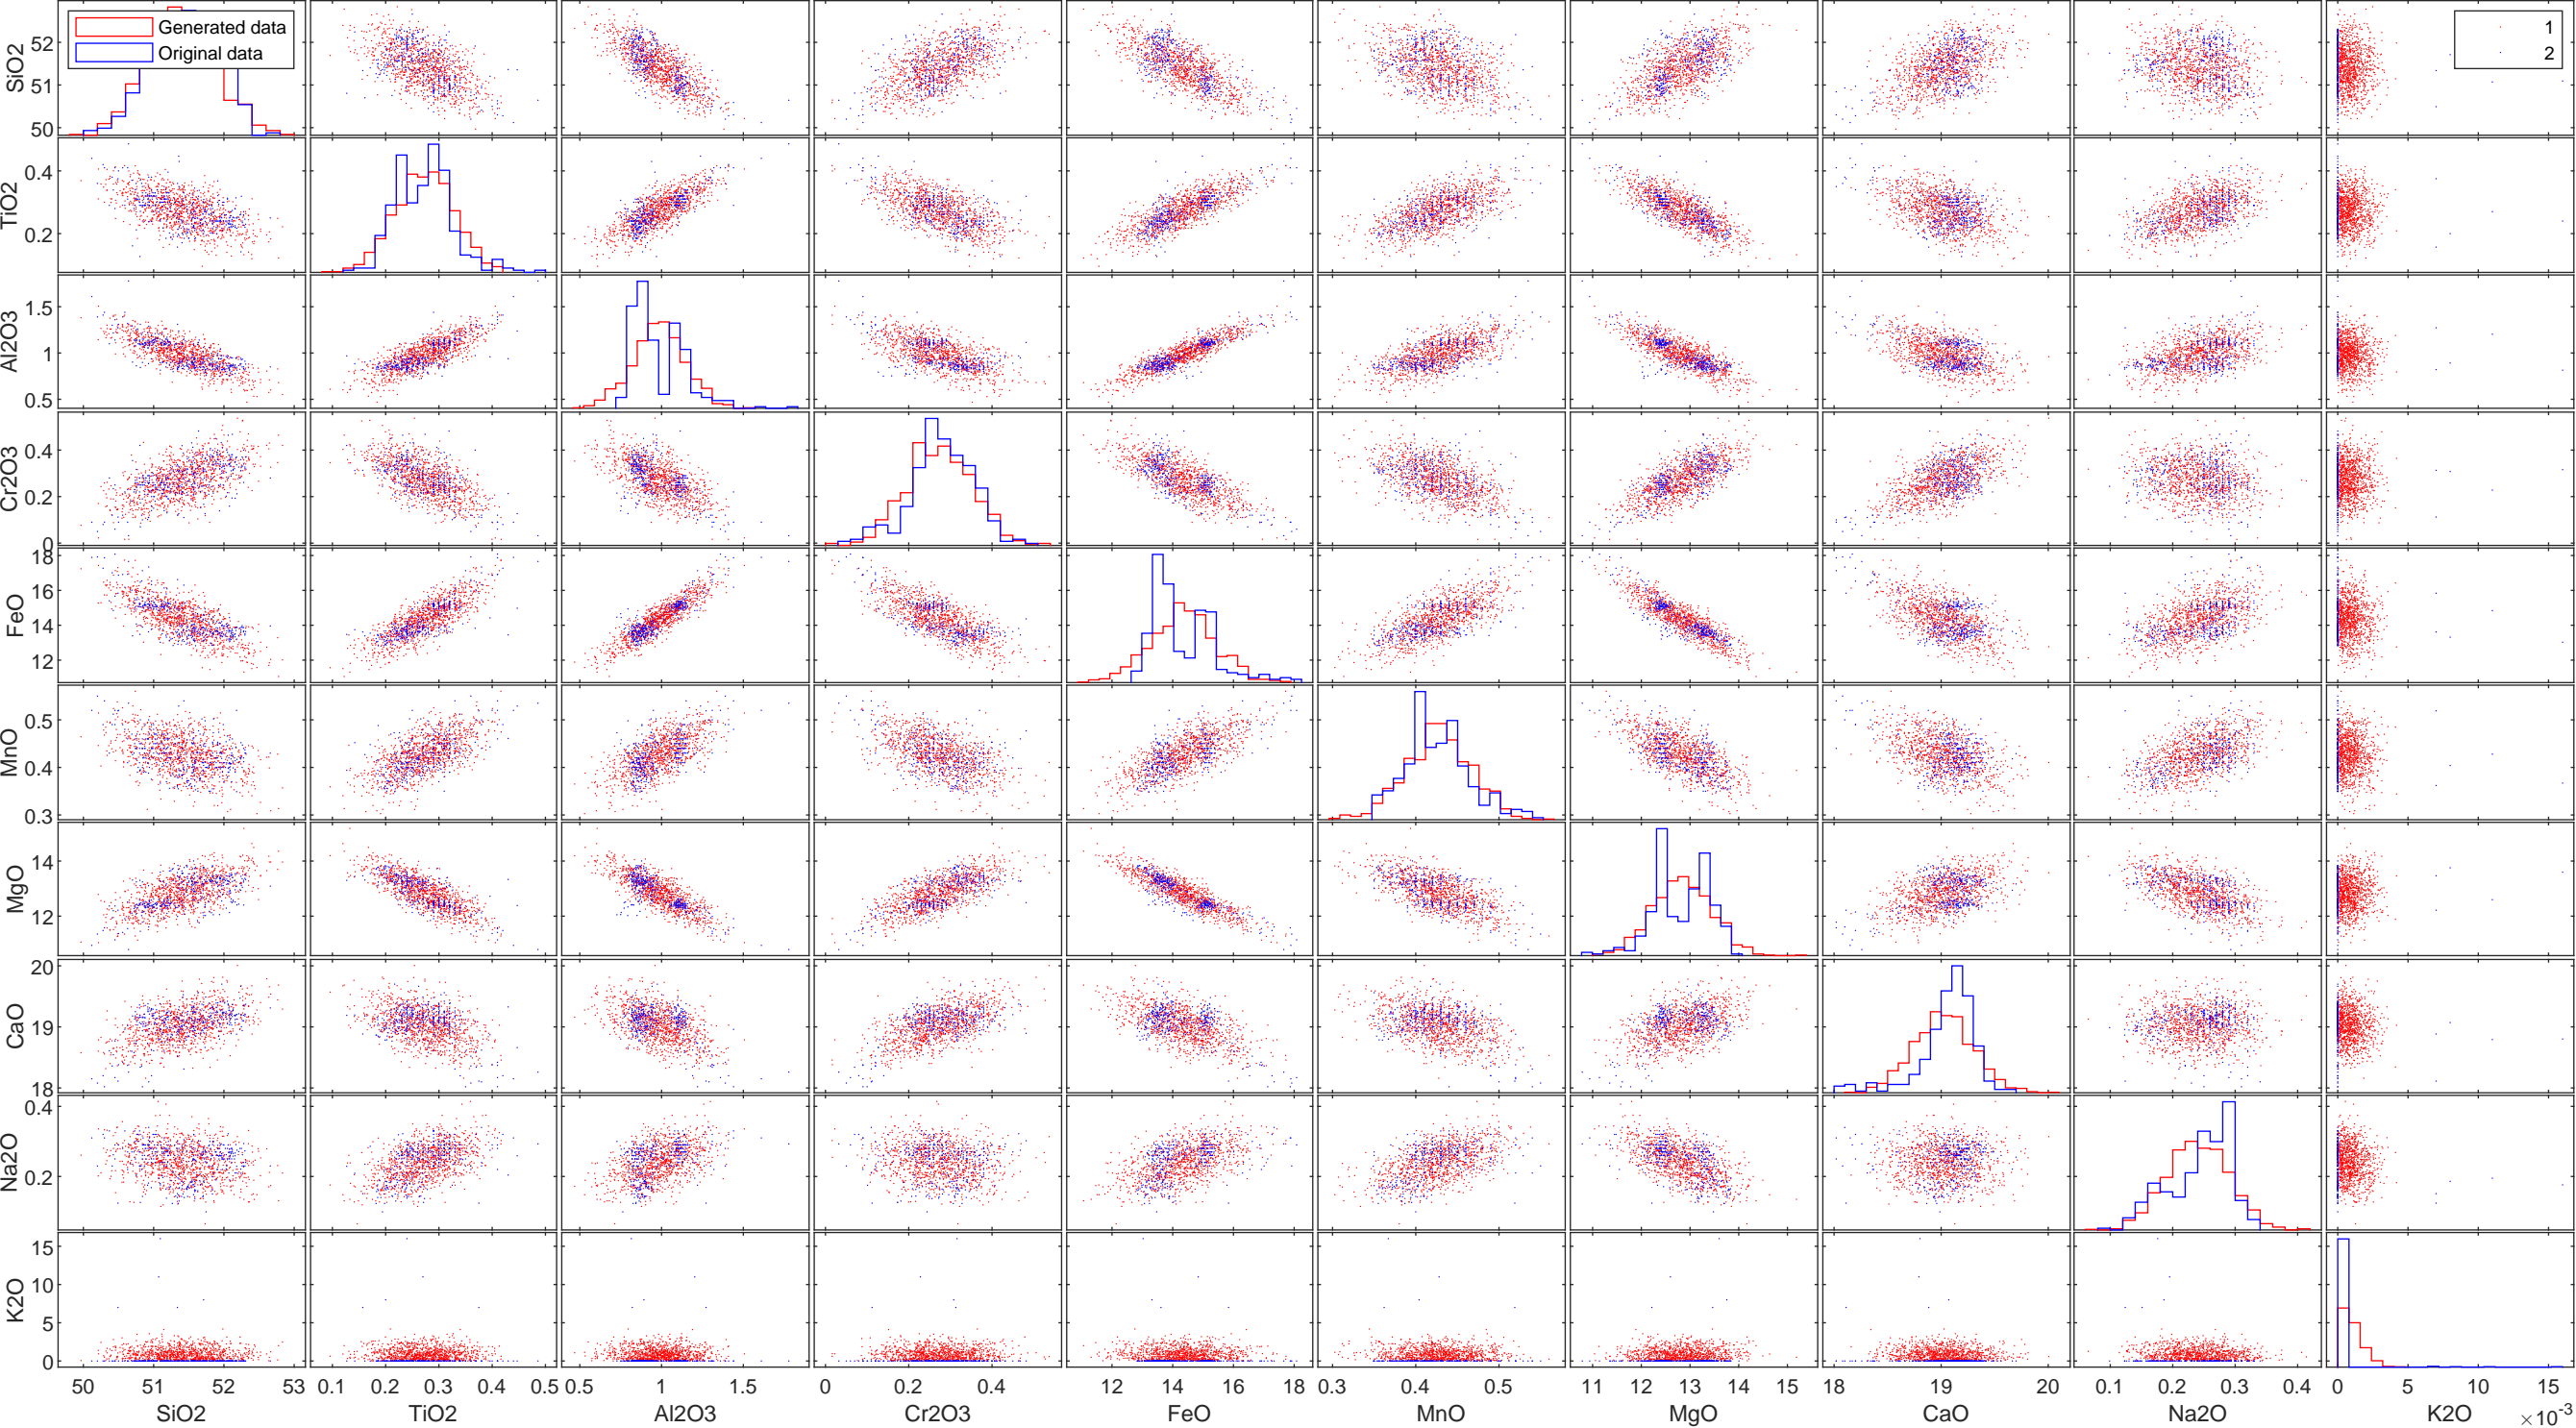 Generated data
Original data
1
2
SiO2
52
51
50
TiO2
0.4
0.2
Al2O3
1.5
1
0.5
Cr2O3
0.4
0.2
0
FeO
18
16
14
12
MnO
0.5
0.4
0.3
MgO
14
12
CaO
20
19
18
Na2O
0.4
0.2
K2O
15
10
5
0
50 51 52 53 0.1 0.2 0.3 0.4 0.5 0.5 1 1.5 0 0.2 0.4 12 14 16 18 0.3 0.4 0.5 11 12 13 14 15 18 19 20 0.1 0.2 0.3 0.4 0 5 10 15
SiO2 TiO2 Al2O3 Cr2O3 FeO MnO MgO CaO Na2O K2O ×10-3